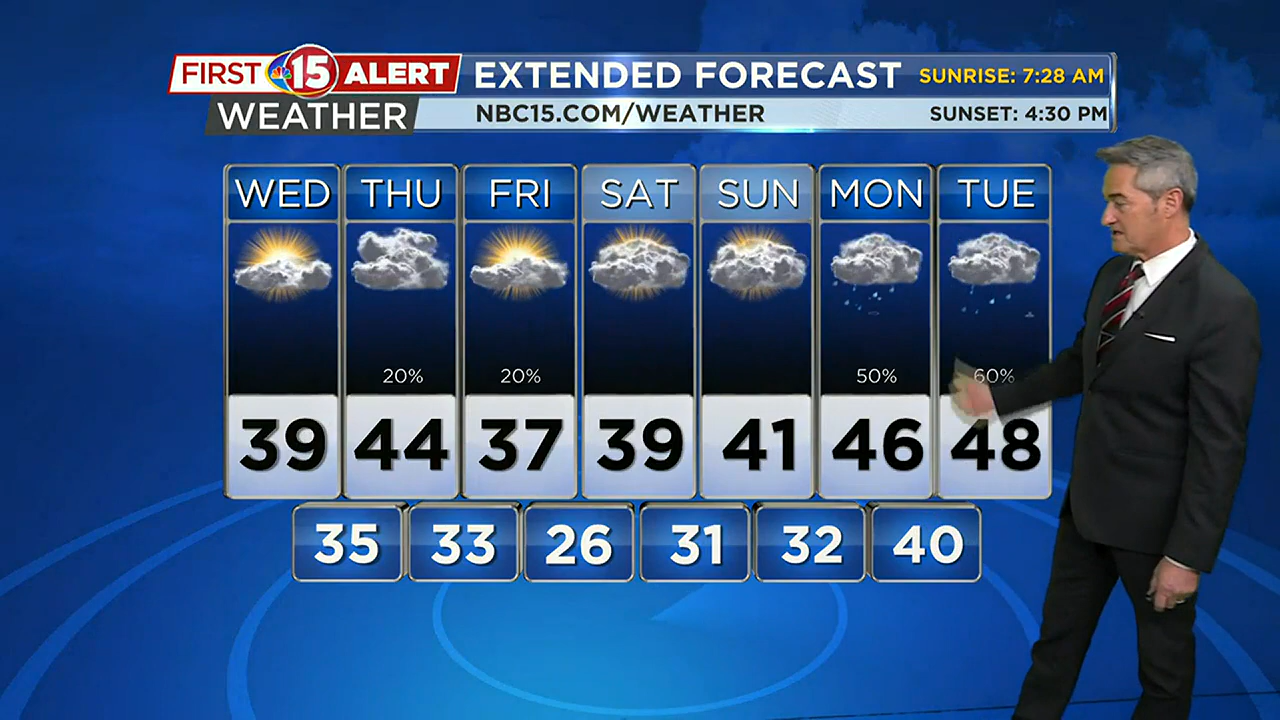 FIRST 15 ALERT
WEATHER
EXTENDED FORECAST
SUNRISE: 7:28 AM
NBC15.COM/WEATHER
SUNSET: 4:30 PM
WED THU FRI SAT SUN MON TUE
20% 20% 50% 60%
39 44 37 39 41 46 48
35 33 26 31 32 40